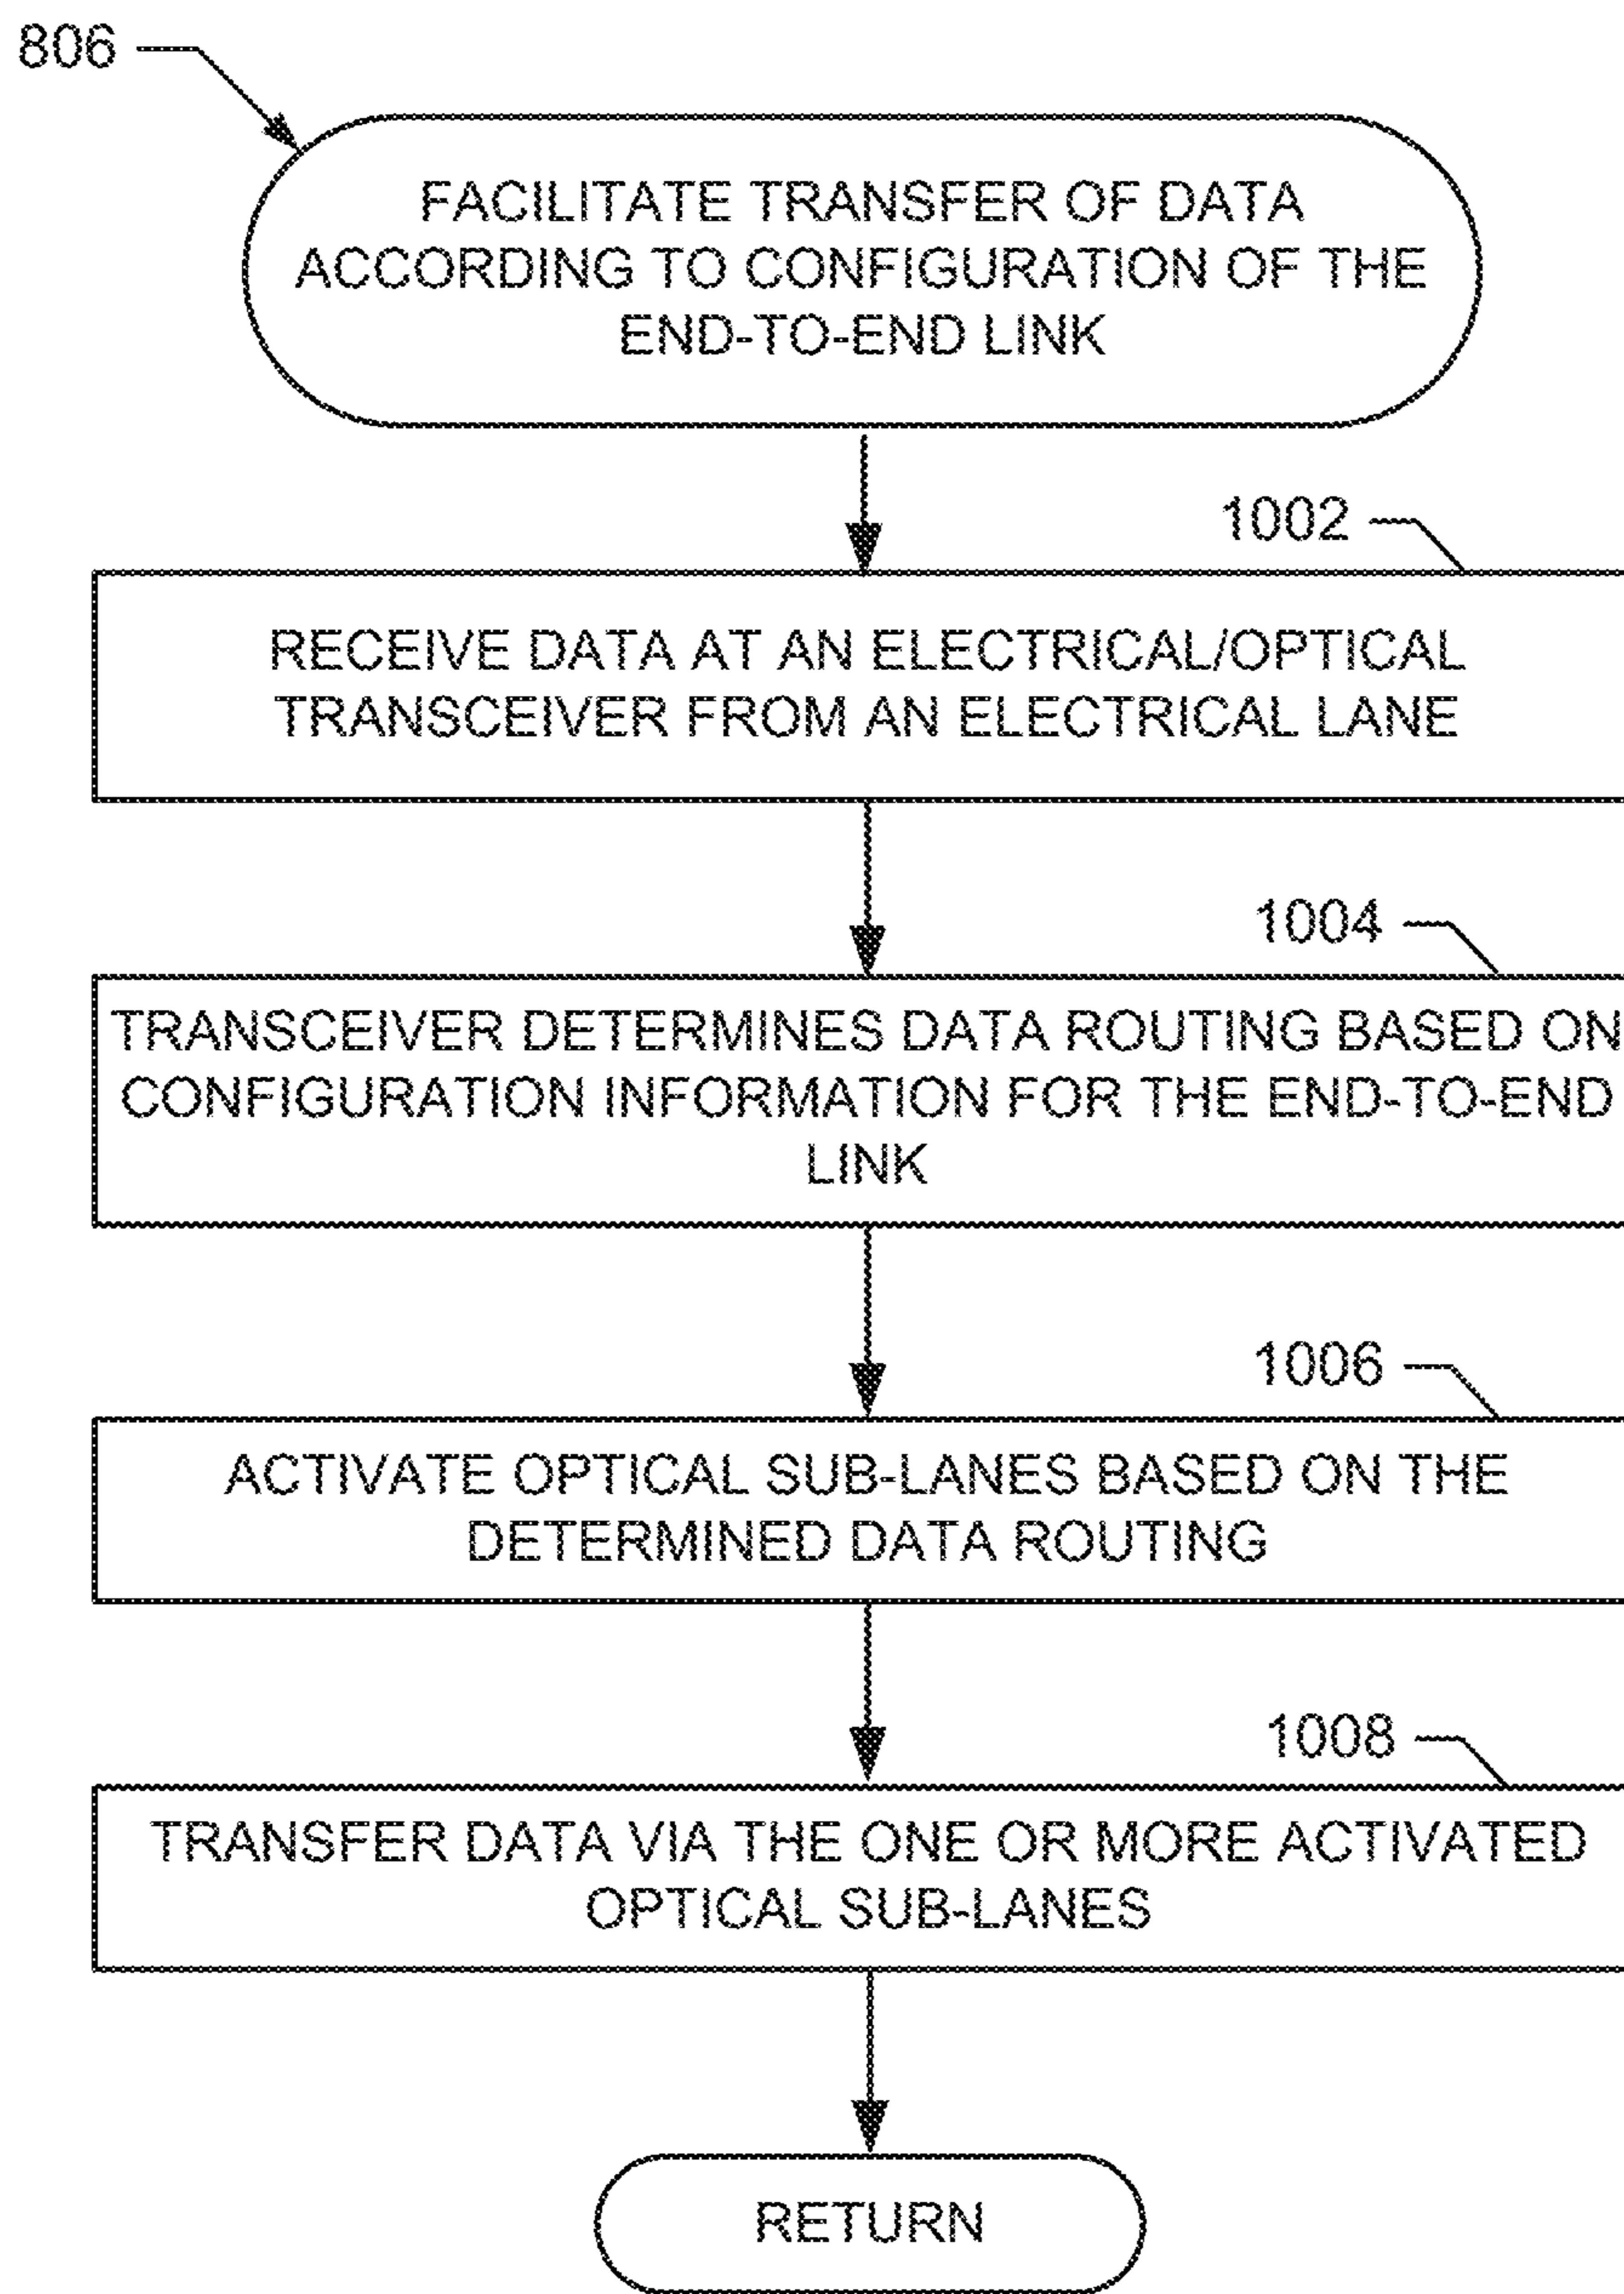 806
FACILITATE TRANSFER OF DATA
ACCORDING TO CONFIGURATION OF THE
END-TO-END LINK
1002
RECEIVE DATA AT AN ELECTRICAL/OPTICAL
TRANSCEIVER FROM AN ELECTRICAL LANE
1004
TRANSCEIVER DETERMINES DATA ROUTING BASED ON
CONFIGURATION INFORMATION FOR THE END-TO-END
LINK
1006
ACTIVATE OPTICAL SUB-LANES BASED ON THE
DETERMINED DATA ROUTING
1008
TRANSFER DATA VIA THE ONE OR MORE ACTIVATED
OPTICAL SUB-LANES
RETURN